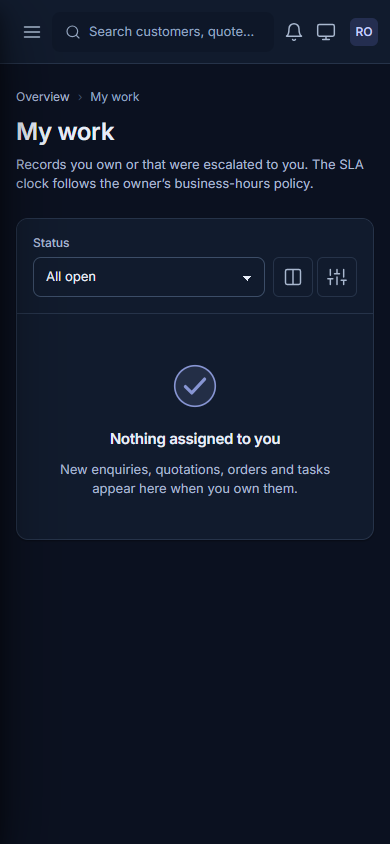 Search customers, quote...
RO
Overview › My work
My work
Records you own or that were escalated to you. The SLA
clock follows the owner’s business-hours policy.
Status
All open
Nothing assigned to you
New enquiries, quotations, orders and tasks
appear here when you own them.